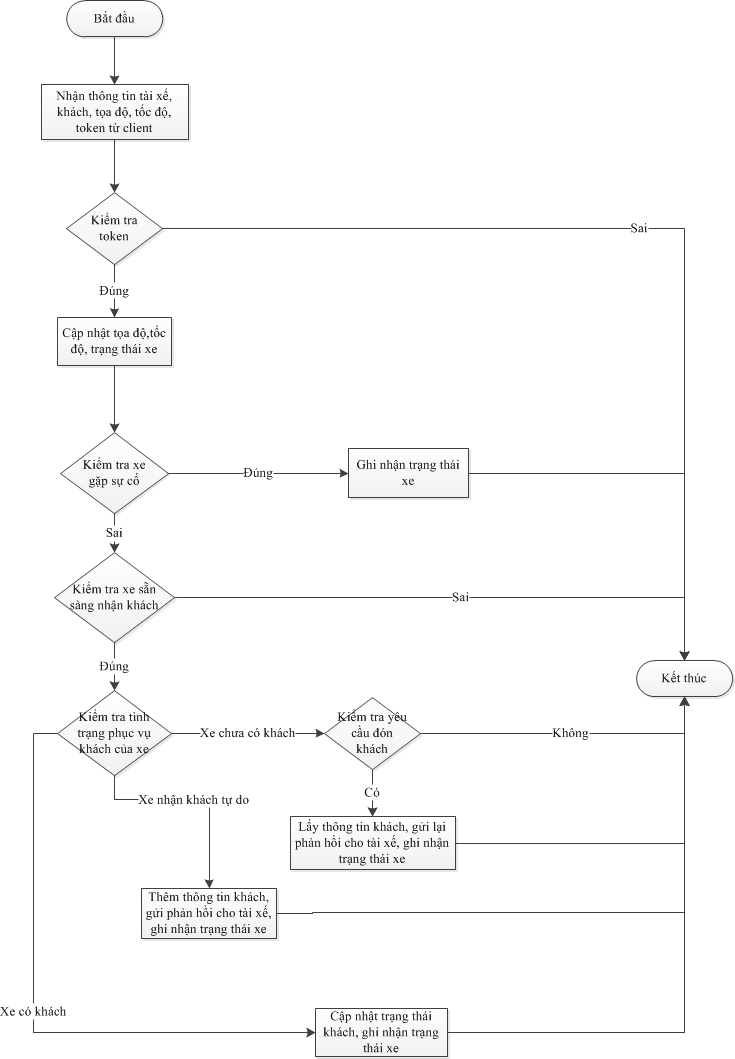 Bắt đầu
Nhận thông tin tài xế,
khách, tọa độ, tốc độ,
token từ client
Kiểm tra
token
Sai
Đúng
Cập nhật tọa độ,tốc
độ, trạng thái xe
Kiểm tra xe
gặp sự cố
Đúng
Ghi nhận trạng thái
xe
Sai
Kiểm tra xe sẵn
sàng nhận khách
Sai
Đúng
Kết thúc
Kiểm tra tình
trạng phục vụ
khách của xe
Xe chưa có khách
Kiểm tra yêu
cầu đón
khách
Không
Có
Xe nhận khách tự do
Lấy thông tin khách, gửi lại
phản hồi cho tài xế, ghi nhận
trạng thái xe
Thêm thông tin khách,
gửi phản hồi cho tài xế,
ghi nhận trạng thái xe
Xe có khách
Cập nhật trạng thái
khách, ghi nhận trạng
thái xe